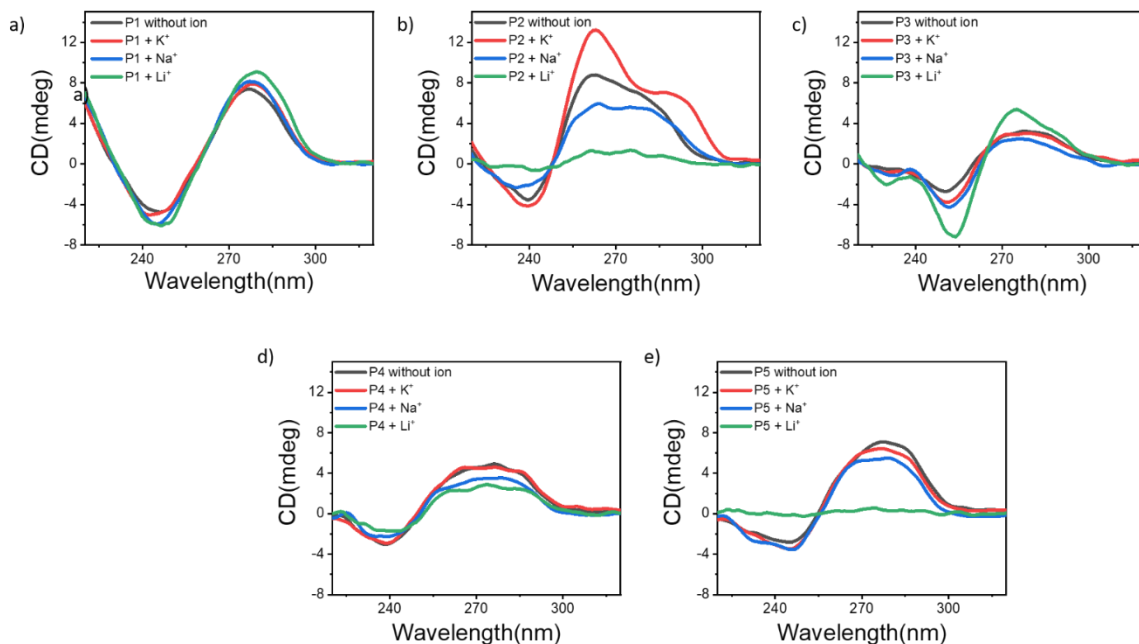 a)
P1 without ion
P1 + K⁺
P1 + Na⁺
P1 + Li⁺
12
8
a)
4
0
-4
-8
CD(mdeg)
240
270
300
Wavelength(nm)
b)
P2 without ion
P2 + K⁺
P2 + Na⁺
P2 + Li⁺
12
8
4
0
-4
-8
CD(mdeg)
240
270
300
Wavelength(nm)
c)
P3 without ion
P3 + K⁺
P3 + Na⁺
P3 + Li⁺
12
8
4
0
-4
-8
CD(mdeg)
240
270
300
Wavelength(nm)
d)
P4 without ion
P4 + K⁺
P4 + Na⁺
P4 + Li⁺
12
8
4
0
-4
-8
CD(mdeg)
240
270
300
Wavelength(nm)
e)
P5 without ion
P5 + K⁺
P5 + Na⁺
P5 + Li⁺
12
8
4
0
-4
-8
CD(mdeg)
240
270
300
Wavelength(nm)